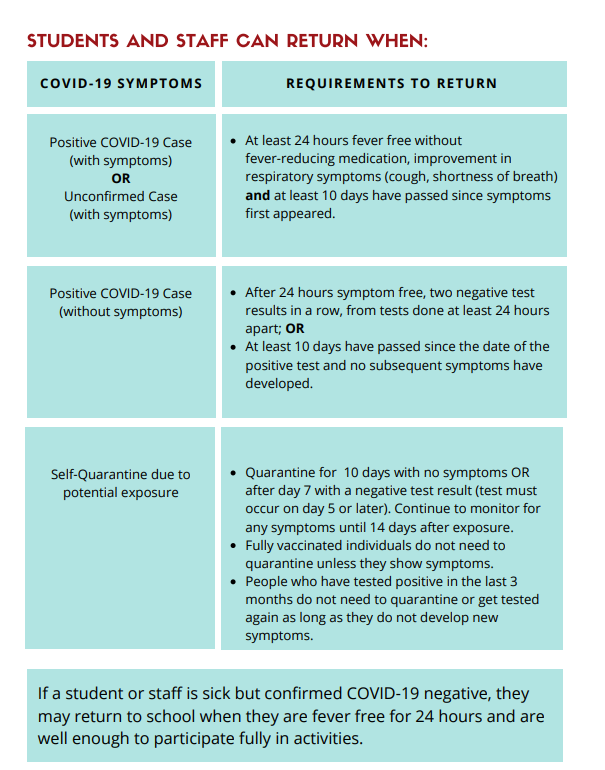 STUDENTS AND STAFF CAN RETURN WHEN:
COVID-19 SYMPTOMS
REQUIREMENTS TO RETURN
Positive COVID-19 Case
(with symptoms)
OR
Unconfirmed Case
(with symptoms)
• At least 24 hours fever free without
fever-reducing medication, improvement in
respiratory symptoms (cough, shortness of breath)
and at least 10 days have passed since symptoms
first appeared.
Positive COVID-19 Case
(without symptoms)
• After 24 hours symptom free, two negative test
results in a row, from tests done at least 24 hours
apart; OR
• At least 10 days have passed since the date of the
positive test and no subsequent symptoms have
developed.
Self-Quarantine due to
potential exposure
• Quarantine for  10 days with no symptoms OR
after day 7 with a negative test result (test must
occur on day 5 or later). Continue to monitor for
any symptoms until 14 days after exposure.
• Fully vaccinated individuals do not need to
quarantine unless they show symptoms.
• People who have tested positive in the last 3
months do not need to quarantine or get tested
again as long as they do not develop new
symptoms.
If a student or staff is sick but confirmed COVID-19 negative, they
may return to school when they are fever free for 24 hours and are
well enough to participate fully in activities.